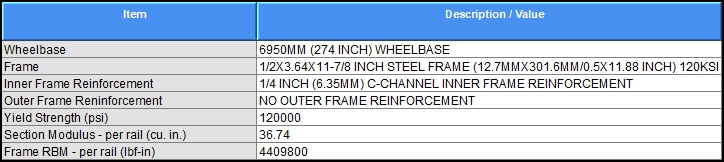 Item Description / Value
Wheelbase 6950MM (274 INCH) WHEELBASE
Frame 1/2X3.64X11-7/8 INCH STEEL FRAME (12.7MMX301.6MM/0.5X11.88 INCH) 120KSI
Inner Frame Reinforcement 1/4 INCH (6.35MM) C-CHANNEL INNER FRAME REINFORCEMENT
Outer Frame Reninforcement NO OUTER FRAME REINFORCEMENT
Yield Strength (psi) 120000
Section Modulus - per rail (cu. in.) 36.74
Frame RBM - per rail (lbf-in) 4409800